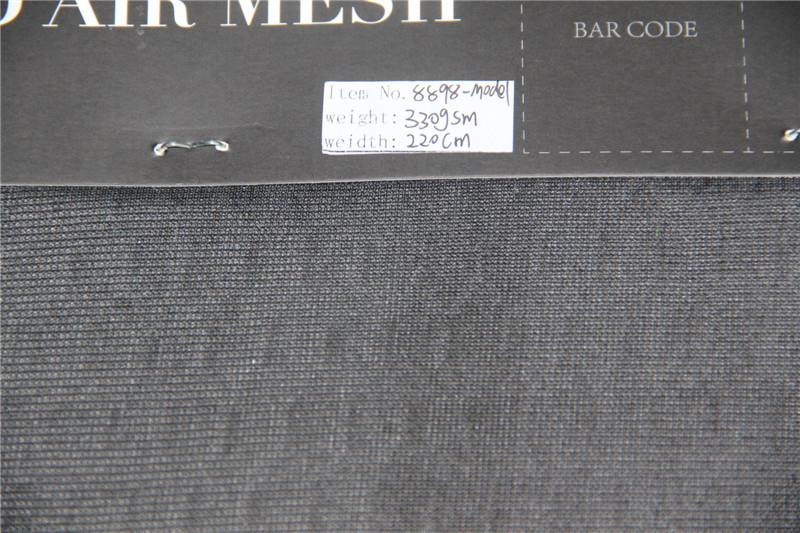 AIR MESH
BAR CODE
Item No. 8898-model
weight: 330gsm
weidth: 220cm